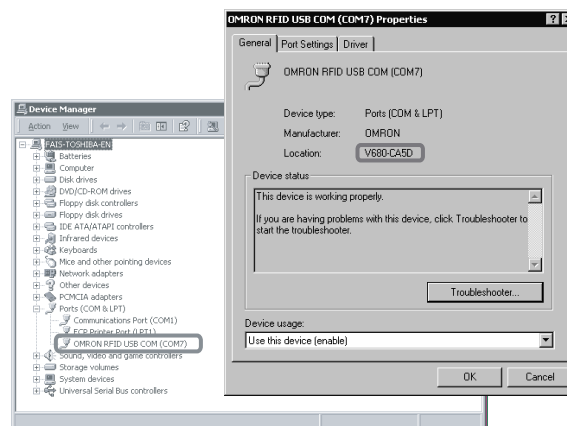 OMRON RFID USB COM (COM7) Properties
General
Port Settings
Driver
OMRON RFID USB COM (COM7)
Device type: Ports (COM & LPT)
Manufacturer: OMRON
Location: V680-CA5D
Device status
This device is working properly.
If you are having problems with this device, click Troubleshooter to
start the troubleshooter.
Troubleshooter...
Device usage:
Use this device (enable)
OK
Cancel
Device Manager
Action View
FAIS-TOSHIBA-EN
Batteries
Computer
Disk drives
DVD/CD-ROM drives
Floppy disk controllers
Floppy disk drives
IDE ATA/ATAPI controllers
Infrared devices
Keyboards
Mice and other pointing devices
Network adapters
Other devices
PCMCIA adapters
Ports (COM & LPT)
Communications Port (COM1)
ECP Printer Port (LPT1)
OMRON RFID USB COM (COM7)
Sound, video and game controllers
Storage volumes
System devices
Universal Serial Bus controllers